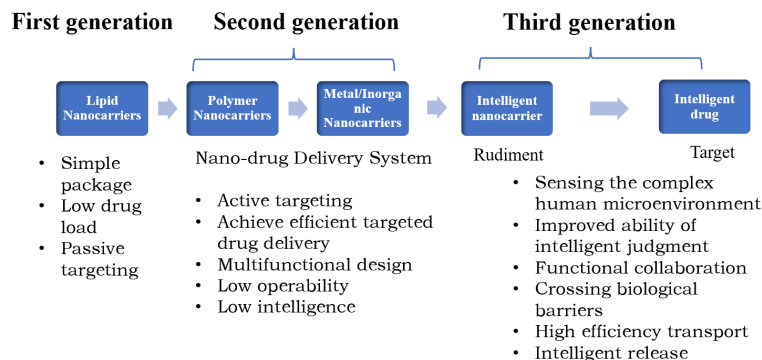 First generation
Second generation
Third generation
Lipid
Nanocarriers
Polymer
Nanocarriers
Metal/Inorga
nic
Nanocarriers
Intelligent
nanocarrier
Intelligent
drug
Nano-drug Delivery System
Rudiment
Target
• Simple
package
• Low drug
load
• Passive
targeting
• Active targeting
• Achieve efficient targeted
drug delivery
• Multifunctional design
• Low operability
• Low intelligence
• Sensing the complex
human microenvironment
• Improved ability of
intelligent judgment
• Functional collaboration
• Crossing biological
barriers
• High efficiency transport
• Intelligent release